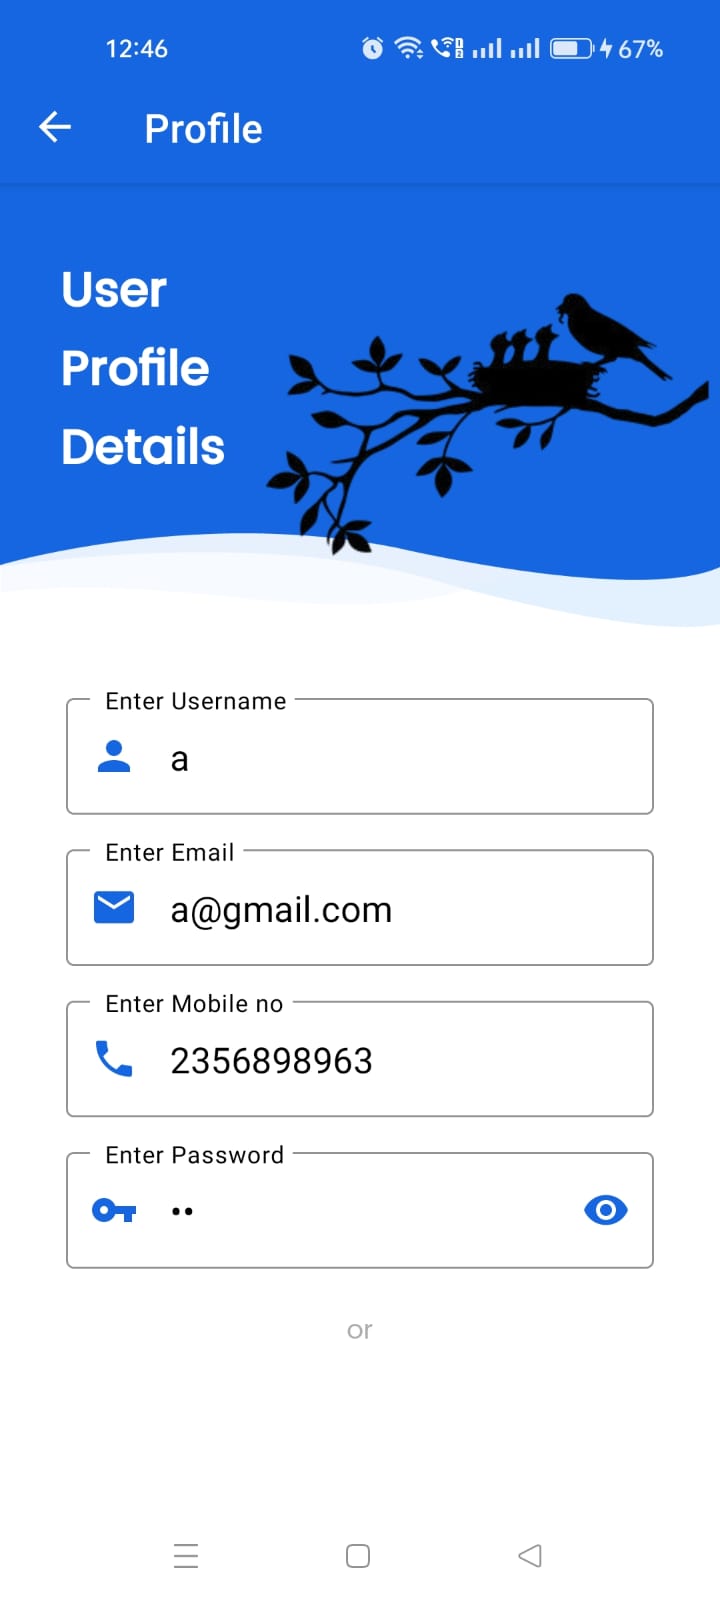 12:46
67%
Profile
User
Profile
Details
Enter Username
a
Enter Email
a@gmail.com
Enter Mobile no
2356898963
Enter Password
••
or